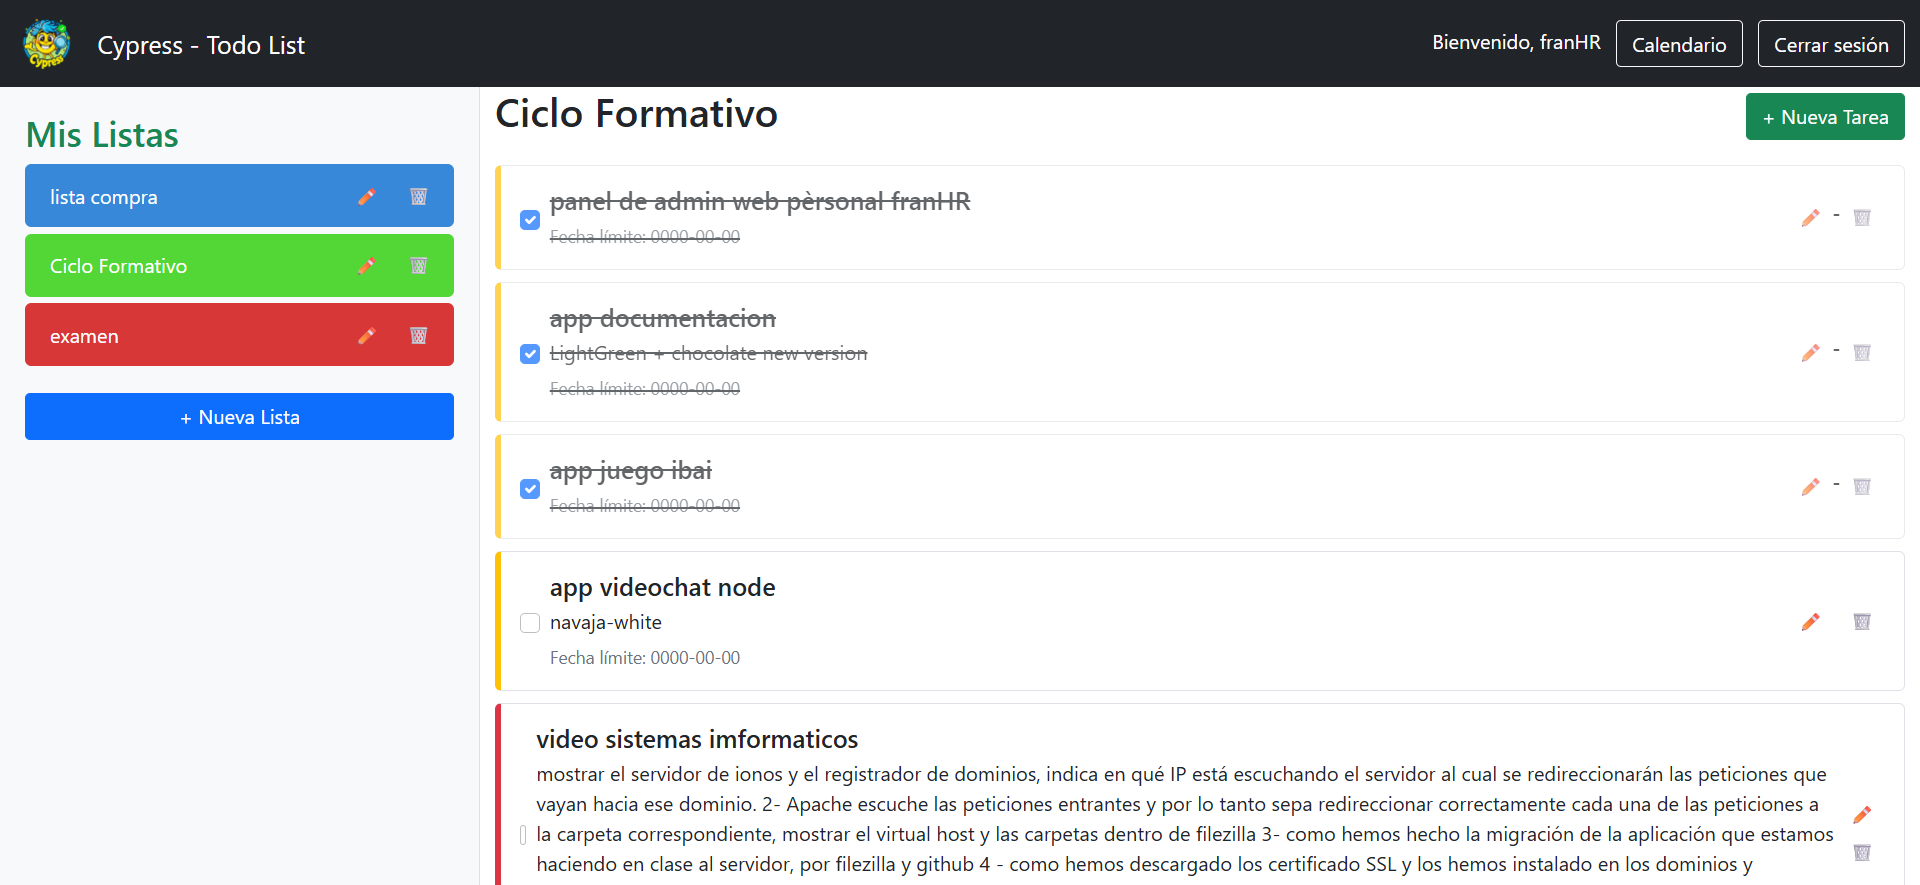 Cypress
Cypress - Todo List
Bienvenido, franHR
Calendario
Cerrar sesión
Mis Listas
lista compra
Ciclo Formativo
examen
+ Nueva Lista
Ciclo Formativo
+ Nueva Tarea
panel de admin web pèrsonal franHR
Fecha límite: 0000-00-00
-
app documentacion
LightGreen + chocolate new version
Fecha límite: 0000-00-00
-
app juego ibai
Fecha límite: 0000-00-00
-
app videochat node
navaja-white
Fecha límite: 0000-00-00
video sistemas imformaticos
mostrar el servidor de ionos y el registrador de dominios, indica en qué IP está escuchando el servidor al cual se redireccionarán las peticiones que
vayan hacia ese dominio. 2- Apache escuche las peticiones entrantes y por lo tanto sepa redireccionar correctamente cada una de las peticiones a
la carpeta correspondiente, mostrar el virtual host y las carpetas dentro de filezilla 3- como hemos hecho la migración de la aplicación que estamos
haciendo en clase al servidor, por filezilla y github 4 - como hemos descargado los certificado SSL y los hemos instalado en los dominios y